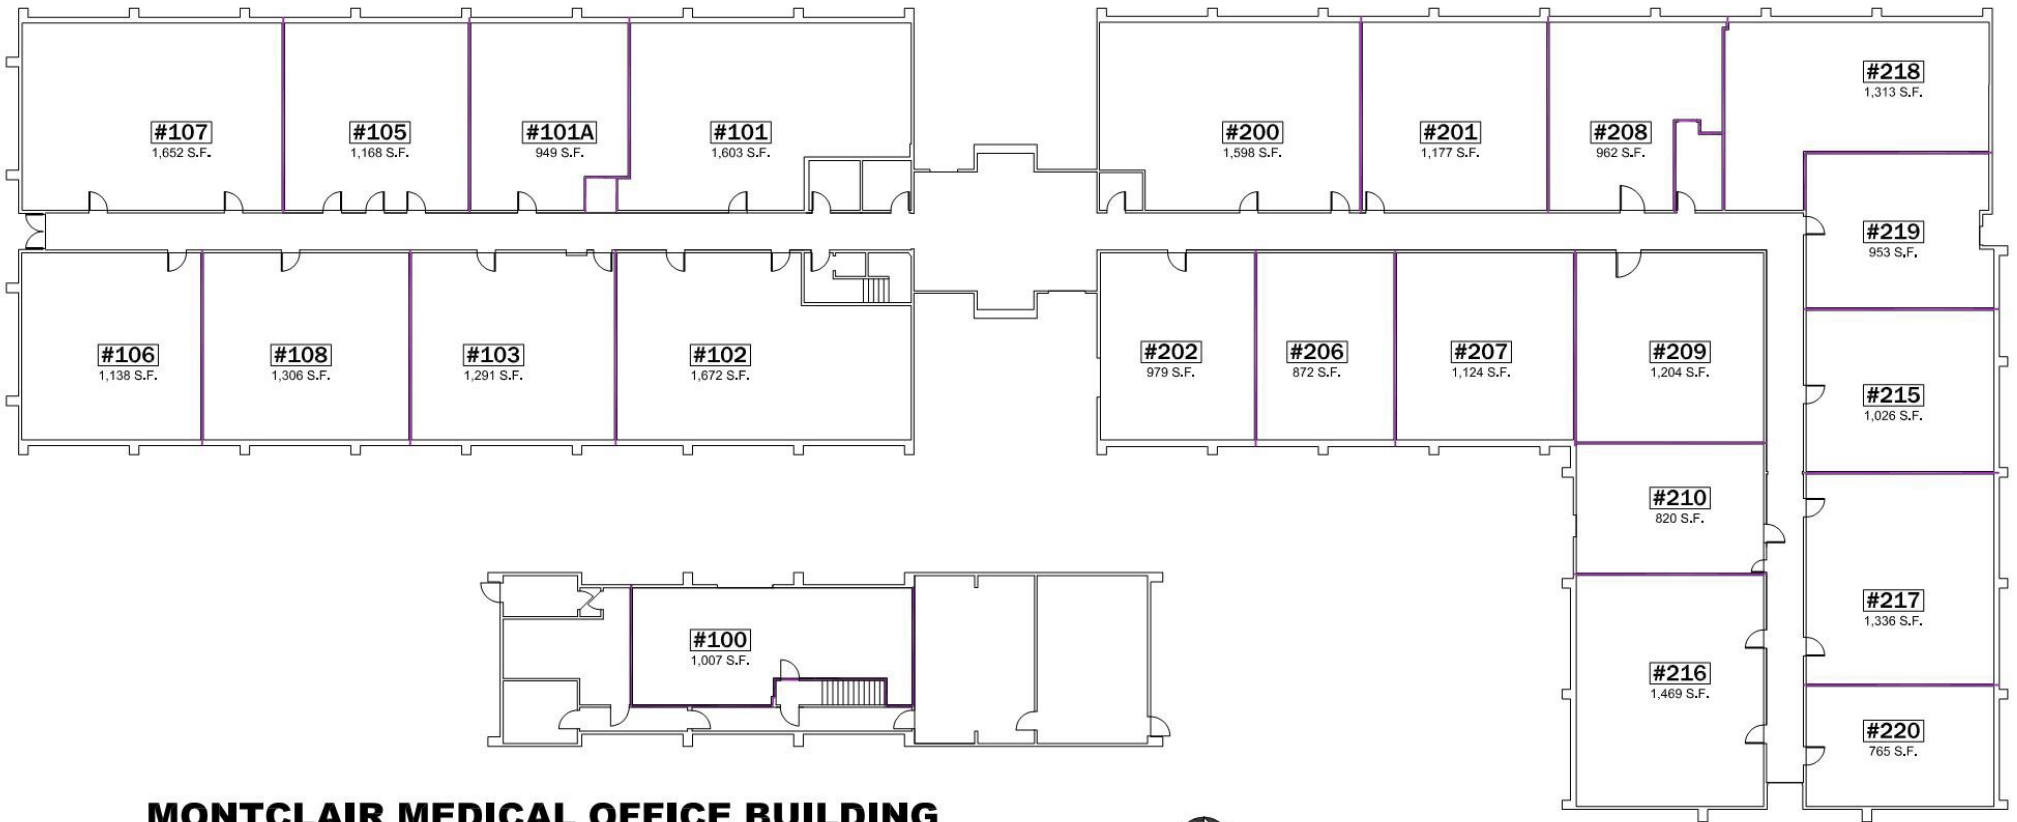 #107
1,652 S.F.
#105
1,168 S.F.
#101A
949 S.F.
#101
1,603 S.F.
#200
1,598 S.F.
#201
1,177 S.F.
#208
962 S.F.
#218
1,313 S.F.
#219
953 S.F.
#106
1,138 S.F.
#108
1,306 S.F.
#103
1,291 S.F.
#102
1,672 S.F.
#202
979 S.F.
#206
872 S.F.
#207
1,124 S.F.
#209
1,204 S.F.
#215
1,026 S.F.
#210
820 S.F.
#217
1,336 S.F.
#100
1,007 S.F.
#216
1,469 S.F.
#220
765 S.F.
MONTCLAIR MEDICAL OFFICE BUILDING